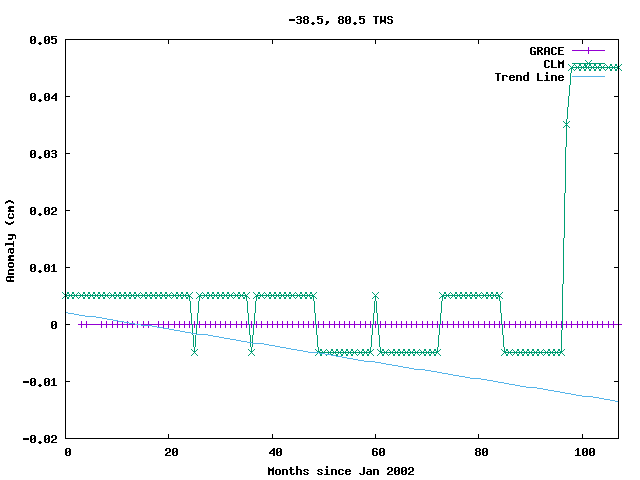 -38.5, 80.5 TWS
GRACE
CLM
Trend Line
0.05
0.04
0.03
0.02
0.01
0
-0.01
-0.02
Anomaly (cm)
0 20 40 60 80 100
Months since Jan 2002